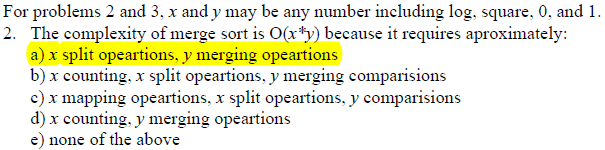 For problems 2 and 3, x and y may be any number including log, square, 0, and 1.
2. The complexity of merge sort is O(x*y) because it requires aproximately:
a) x split opeartions, y merging opeartions
b) x counting, x split opeartions, y merging comparisions
c) x mapping opeartions, x split opeartions, y comparisions
d) x counting, y merging opeartions
e) none of the above